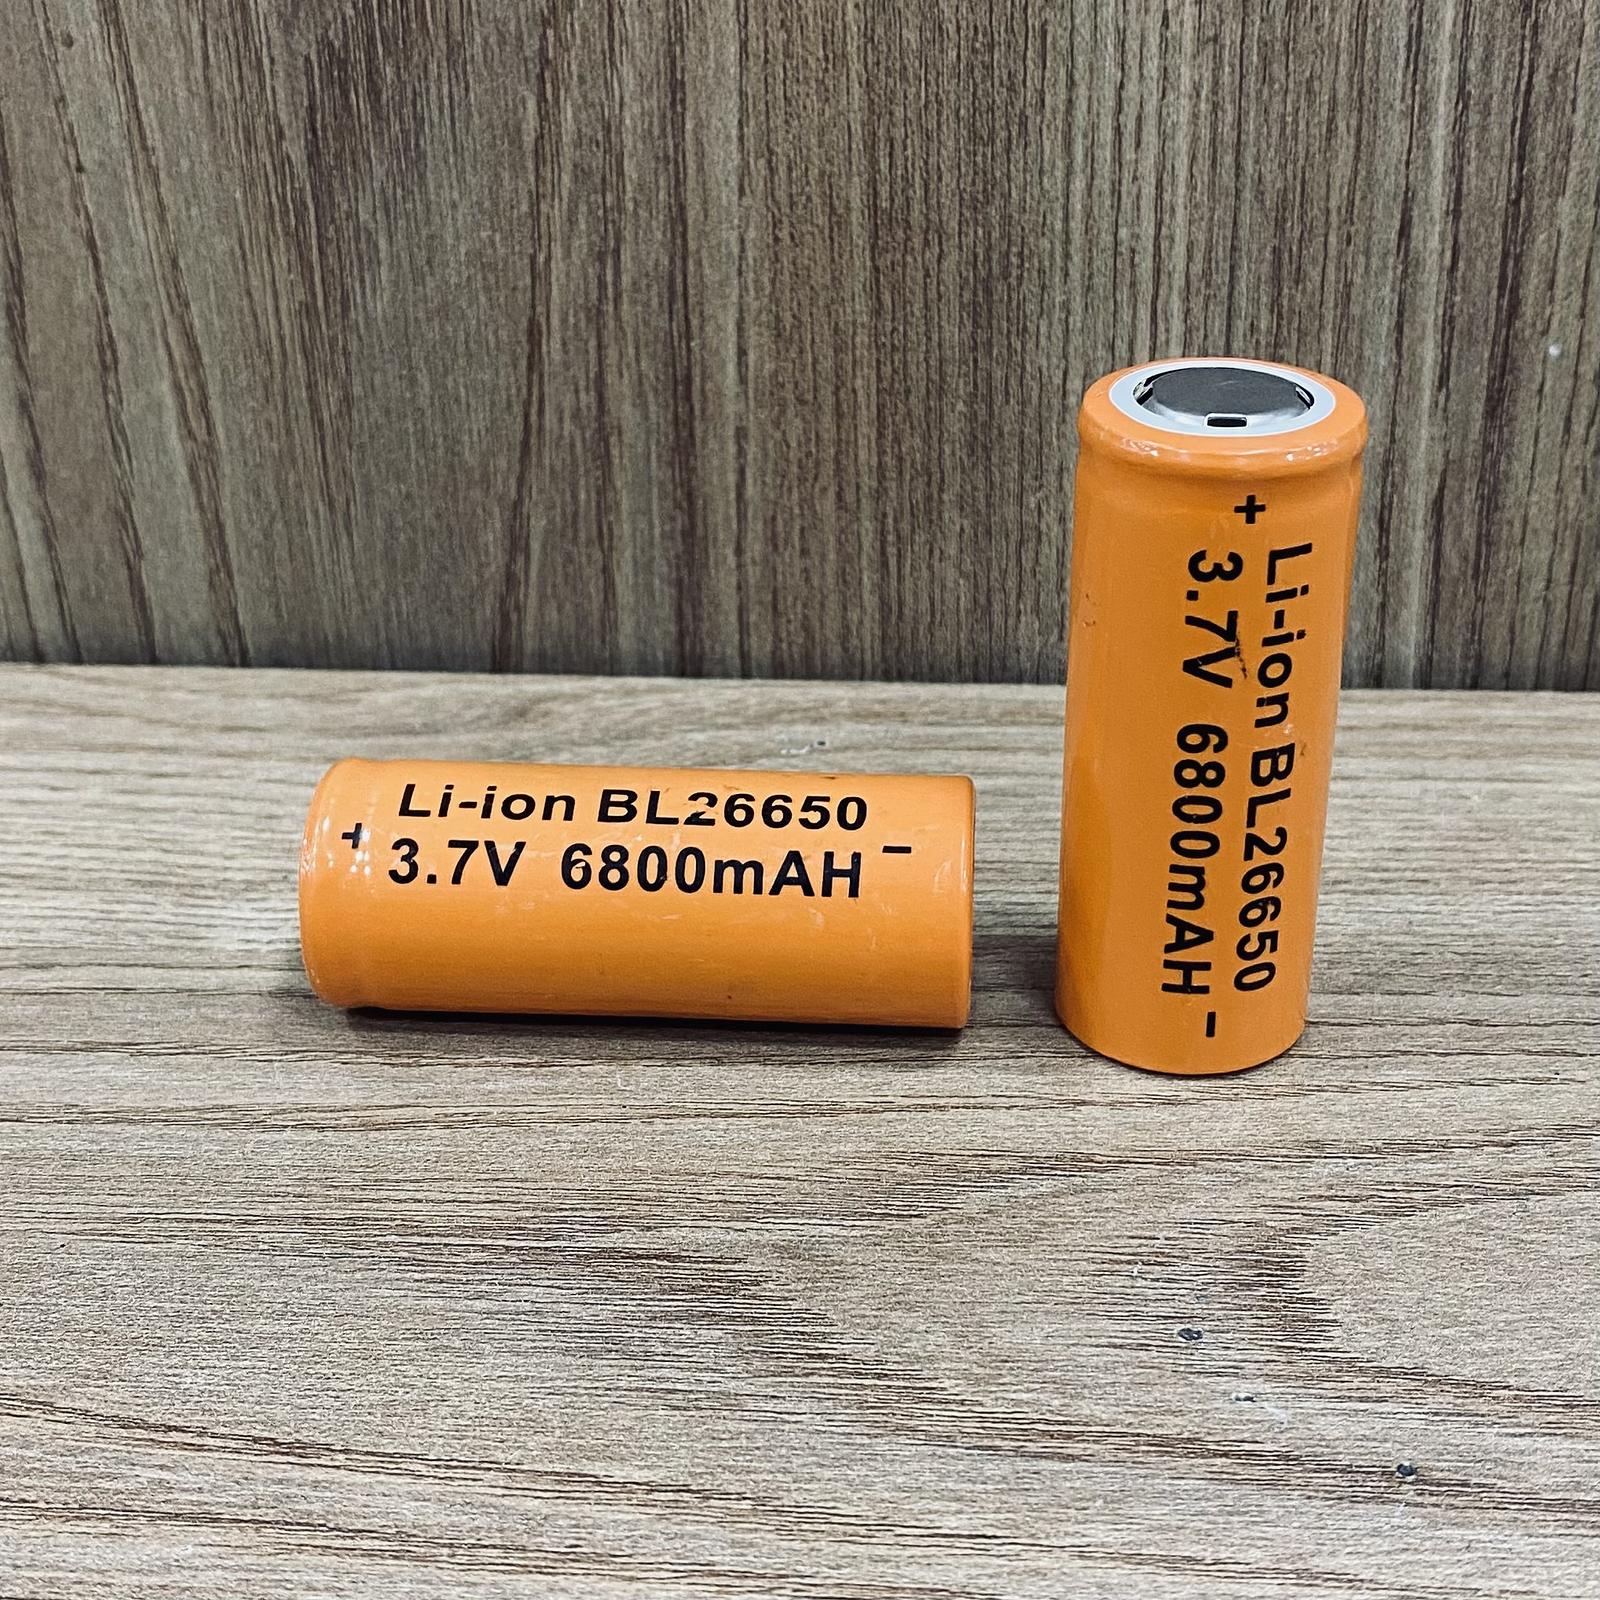 Li-ion BL26650
+ 3.7V 6800mAH -
+ Li-ion BL26650
3.7V 6800mAH -